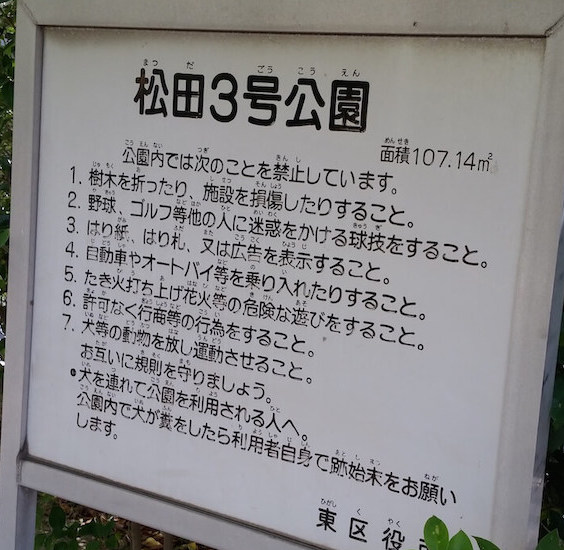 松田3号公園
面積107.14㎡
公園内では次のことを禁止しています。
1. 樹木を折ったり、施設を損傷したりすること。
2. 野球、ゴルフ等他の人に迷惑をかける球技をすること。
3. はり紙、はり札、又は広告を表示すること。
4. 自動車やオートバイ等を乗り入れたりすること。
5. たき火打ち上げ花火等の危険な遊びをすること。
6. 許可なく行商等の行為をすること。
7. 犬等の動物を放し運動させること。
お互いに規則を守りましょう。
●犬を連れて公園を利用される人へ。
公園内で犬が糞をしたら利用者自身で跡始末をお願い
します。
東区役